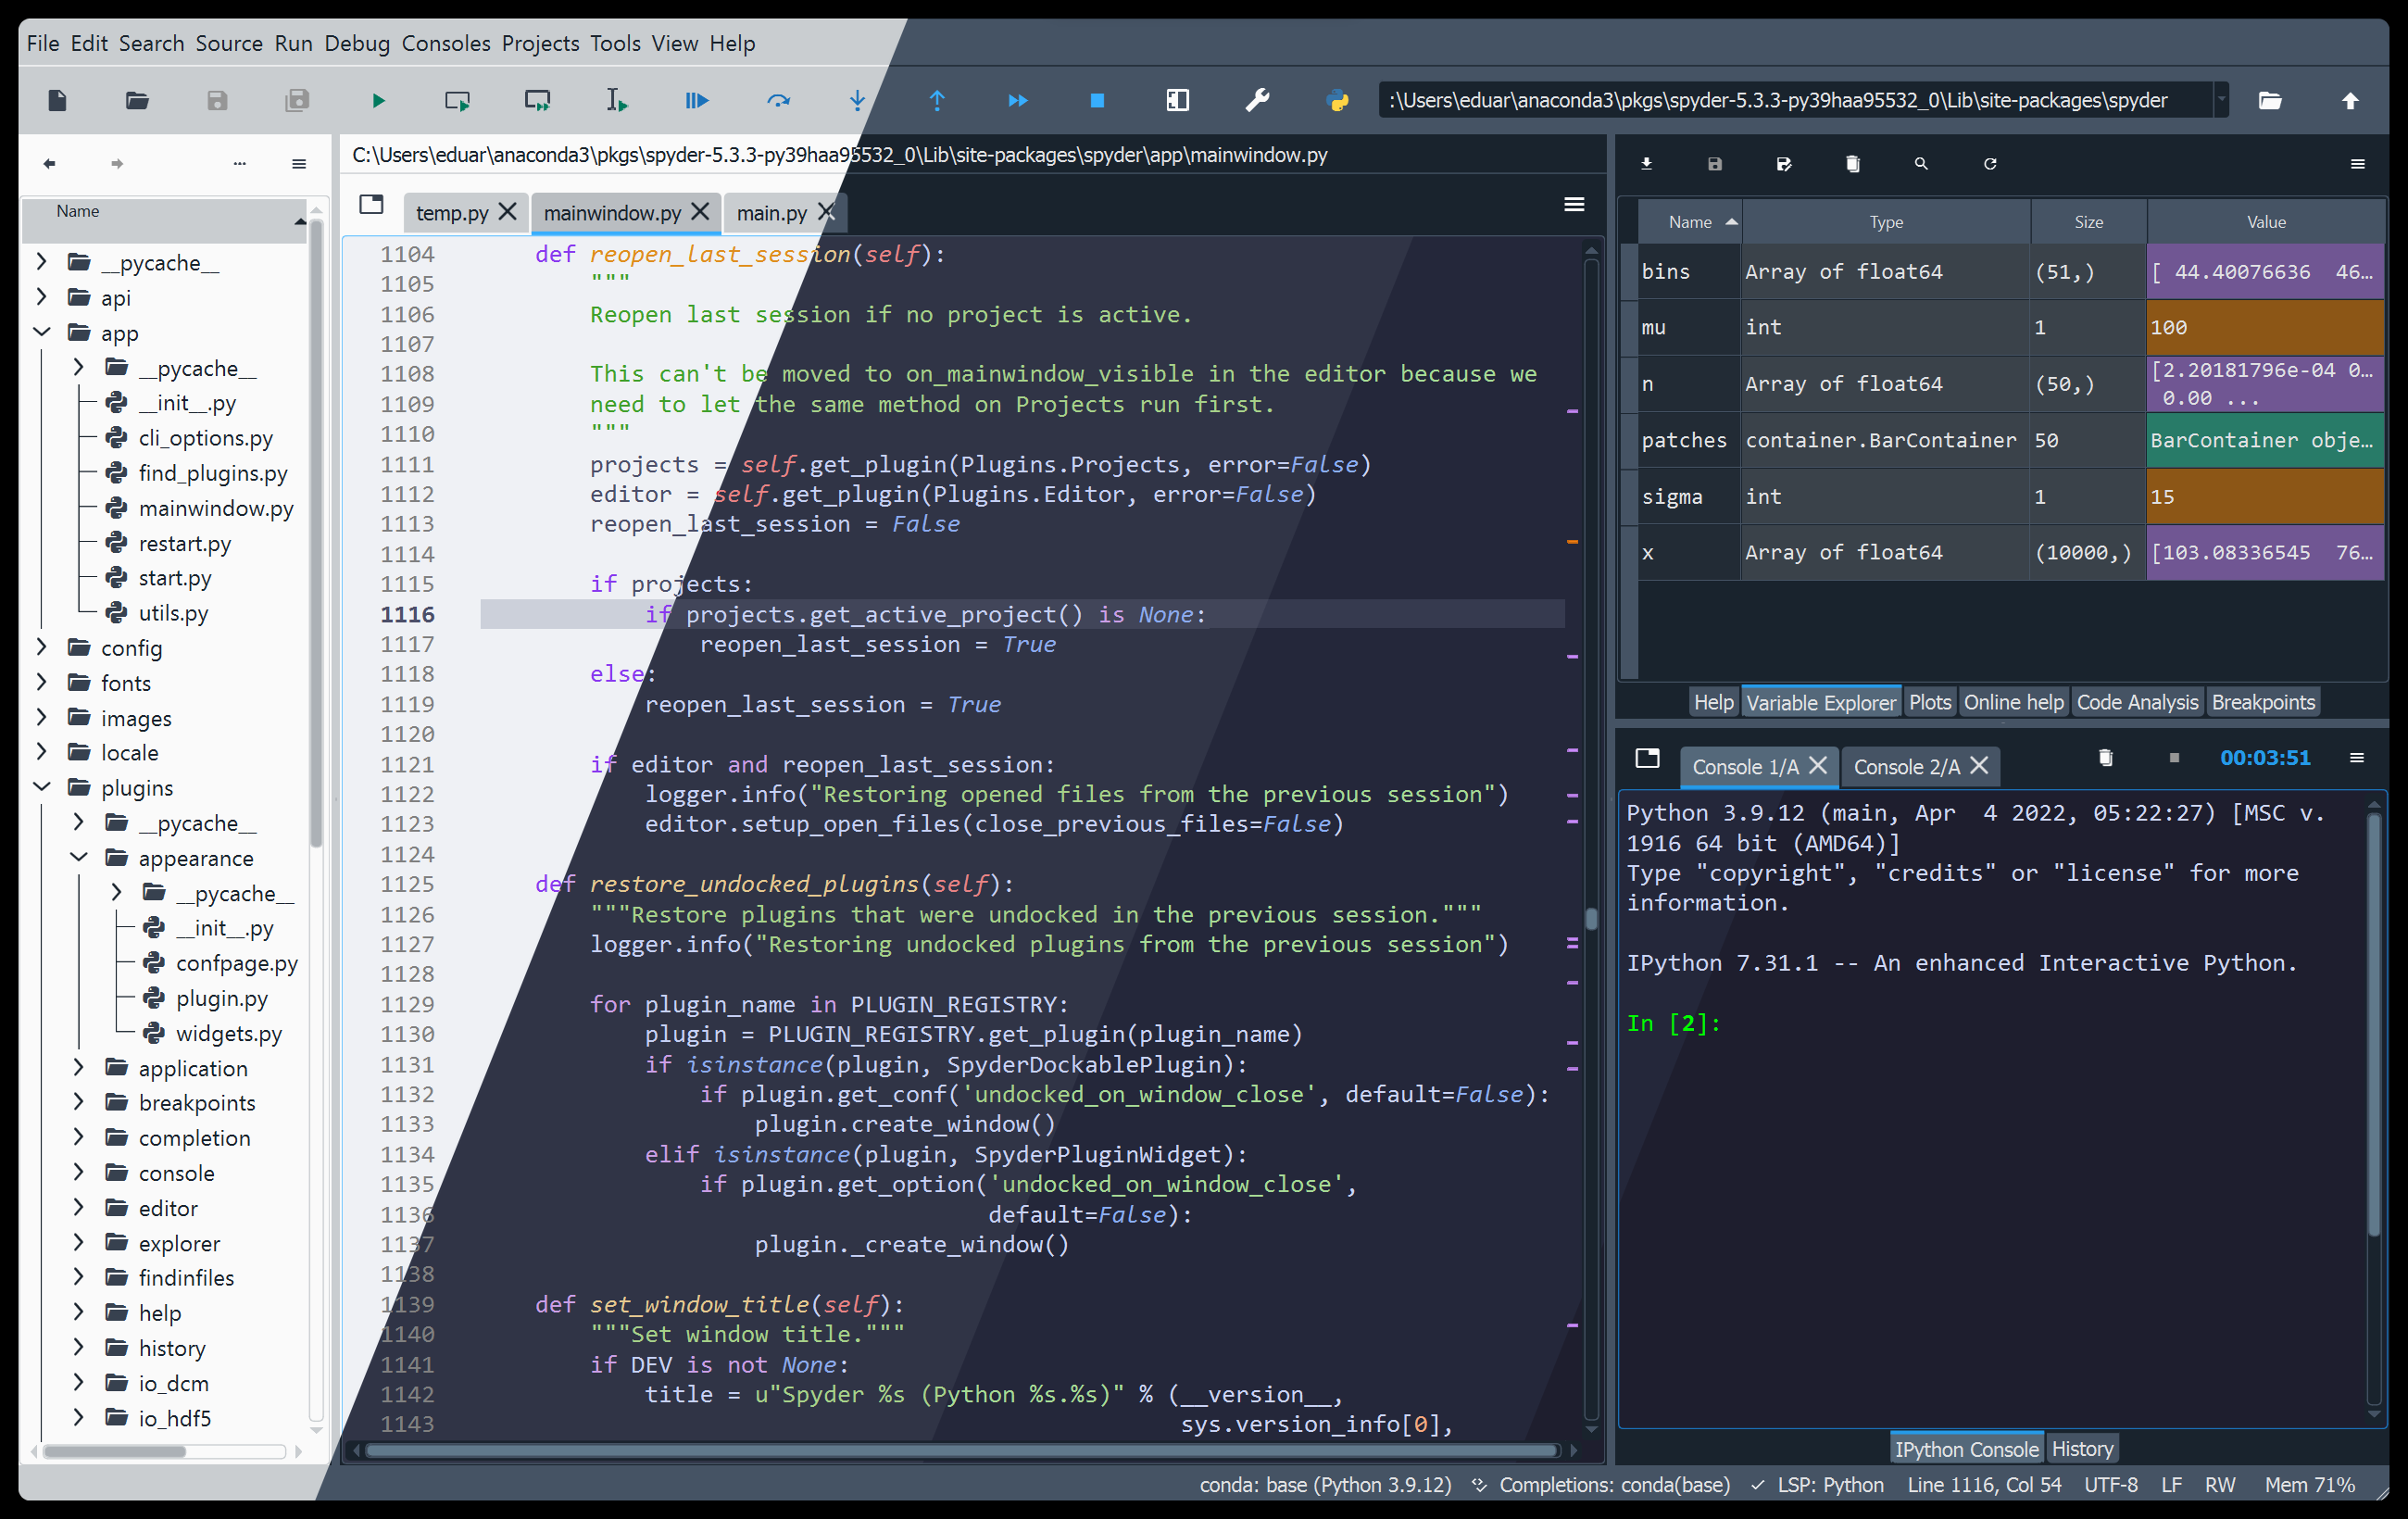 File Edit Search Source Run Debug Consoles Projects Tools View Help
:\Users\eduar\anaconda3\pkgs\spyder-5.3.3-py39haa95532_0\Lib\site-packages\spyder
Name
__pycache__
api
app
__pycache__
__init__.py
cli_options.py
find_plugins.py
mainwindow.py
restart.py
start.py
utils.py
config
fonts
images
locale
plugins
__pycache__
appearance
__pycache__
__init__.py
confpage.py
plugin.py
widgets.py
application
breakpoints
completion
console
editor
explorer
findinfiles
help
history
io_dcm
io_hdf5
C:\Users\eduar\anaconda3\pkgs\spyder-5.3.3-py39haa95532_0\Lib\site-packages\spyder\app\mainwindow.py
temp.py mainwindow.py main.py
1104 def reopen_last_session(self):
1105 """
1106 Reopen last session if no project is active.
1107
1108 This can't be moved to on_mainwindow_visible in the editor because we
1109 need to let the same method on Projects run first.
1110 """
1111 projects = self.get_plugin(Plugins.Projects, error=False)
1112 editor = self.get_plugin(Plugins.Editor, error=False)
1113 reopen_last_session = False
1114
1115 if projects:
1116 if projects.get_active_project() is None:
1117 reopen_last_session = True
1118 else:
1119 reopen_last_session = True
1120
1121 if editor and reopen_last_session:
1122 logger.info("Restoring opened files from the previous session")
1123 editor.setup_open_files(close_previous_files=False)
1124
1125 def restore_undocked_plugins(self):
1126 """Restore plugins that were undocked in the previous session."""
1127 logger.info("Restoring undocked plugins from the previous session")
1128
1129 for plugin_name in PLUGIN_REGISTRY:
1130 plugin = PLUGIN_REGISTRY.get_plugin(plugin_name)
1131 if isinstance(plugin, SpyderDockablePlugin):
1132 if plugin.get_conf('undocked_on_window_close', default=False):
1133 plugin.create_window()
1134 elif isinstance(plugin, SpyderPluginWidget):
1135 if plugin.get_option('undocked_on_window_close',
1136 default=False):
1137 plugin._create_window()
1138
1139 def set_window_title(self):
1140 """Set window title."""
1141 if DEV is not None:
1142 title = u"Spyder %s (Python %s.%s)" % (__version__,
1143 sys.version_info[0],
Name Type Size Value
bins Array of float64 (51,) [ 44.40076636 46…
mu int 1 100
n Array of float64 (50,) [2.20181796e-04 0…
0.00 ...
patches container.BarContainer 50 BarContainer obje…
sigma int 1 15
x Array of float64 (10000,) [103.08336545 76…
Help Variable Explorer Plots Online help Code Analysis Breakpoints
Console 1/A Console 2/A 00:03:51
Python 3.9.12 (main, Apr  4 2022, 05:22:27) [MSC v.
1916 64 bit (AMD64)]
Type "copyright", "credits" or "license" for more
information.
IPython 7.31.1 -- An enhanced Interactive Python.
In [2]:
IPython Console History
conda: base (Python 3.9.12) Completions: conda(base) LSP: Python Line 1116, Col 54 UTF-8 LF RW Mem 71%